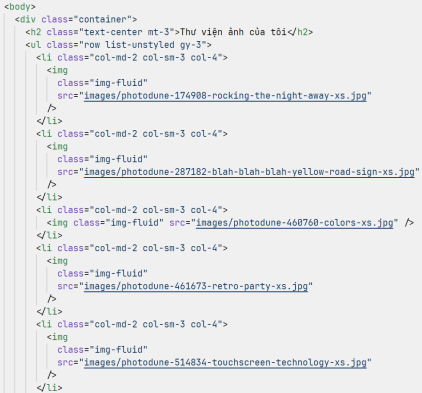 <body>
<div class="container">
<h2 class="text-center mt-3">Thư viện ảnh của tôi</h2>
<ul class="row list-unstyled gy-3">
<li class="col-md-2 col-sm-3 col-4">
<img
class="img-fluid"
src="images/photodune-174908-rocking-the-night-away-xs.jpg"
/>
</li>
<li class="col-md-2 col-sm-3 col-4">
<img
class="img-fluid"
src="images/photodune-287182-blah-blah-blah-yellow-road-sign-xs.jpg"
/>
</li>
<li class="col-md-2 col-sm-3 col-4">
<img class="img-fluid" src="images/photodune-460760-colors-xs.jpg" />
</li>
<li class="col-md-2 col-sm-3 col-4">
<img
class="img-fluid"
src="images/photodune-461673-retro-party-xs.jpg"
/>
</li>
<li class="col-md-2 col-sm-3 col-4">
<img
class="img-fluid"
src="images/photodune-514834-touchscreen-technology-xs.jpg"
/>
</li>